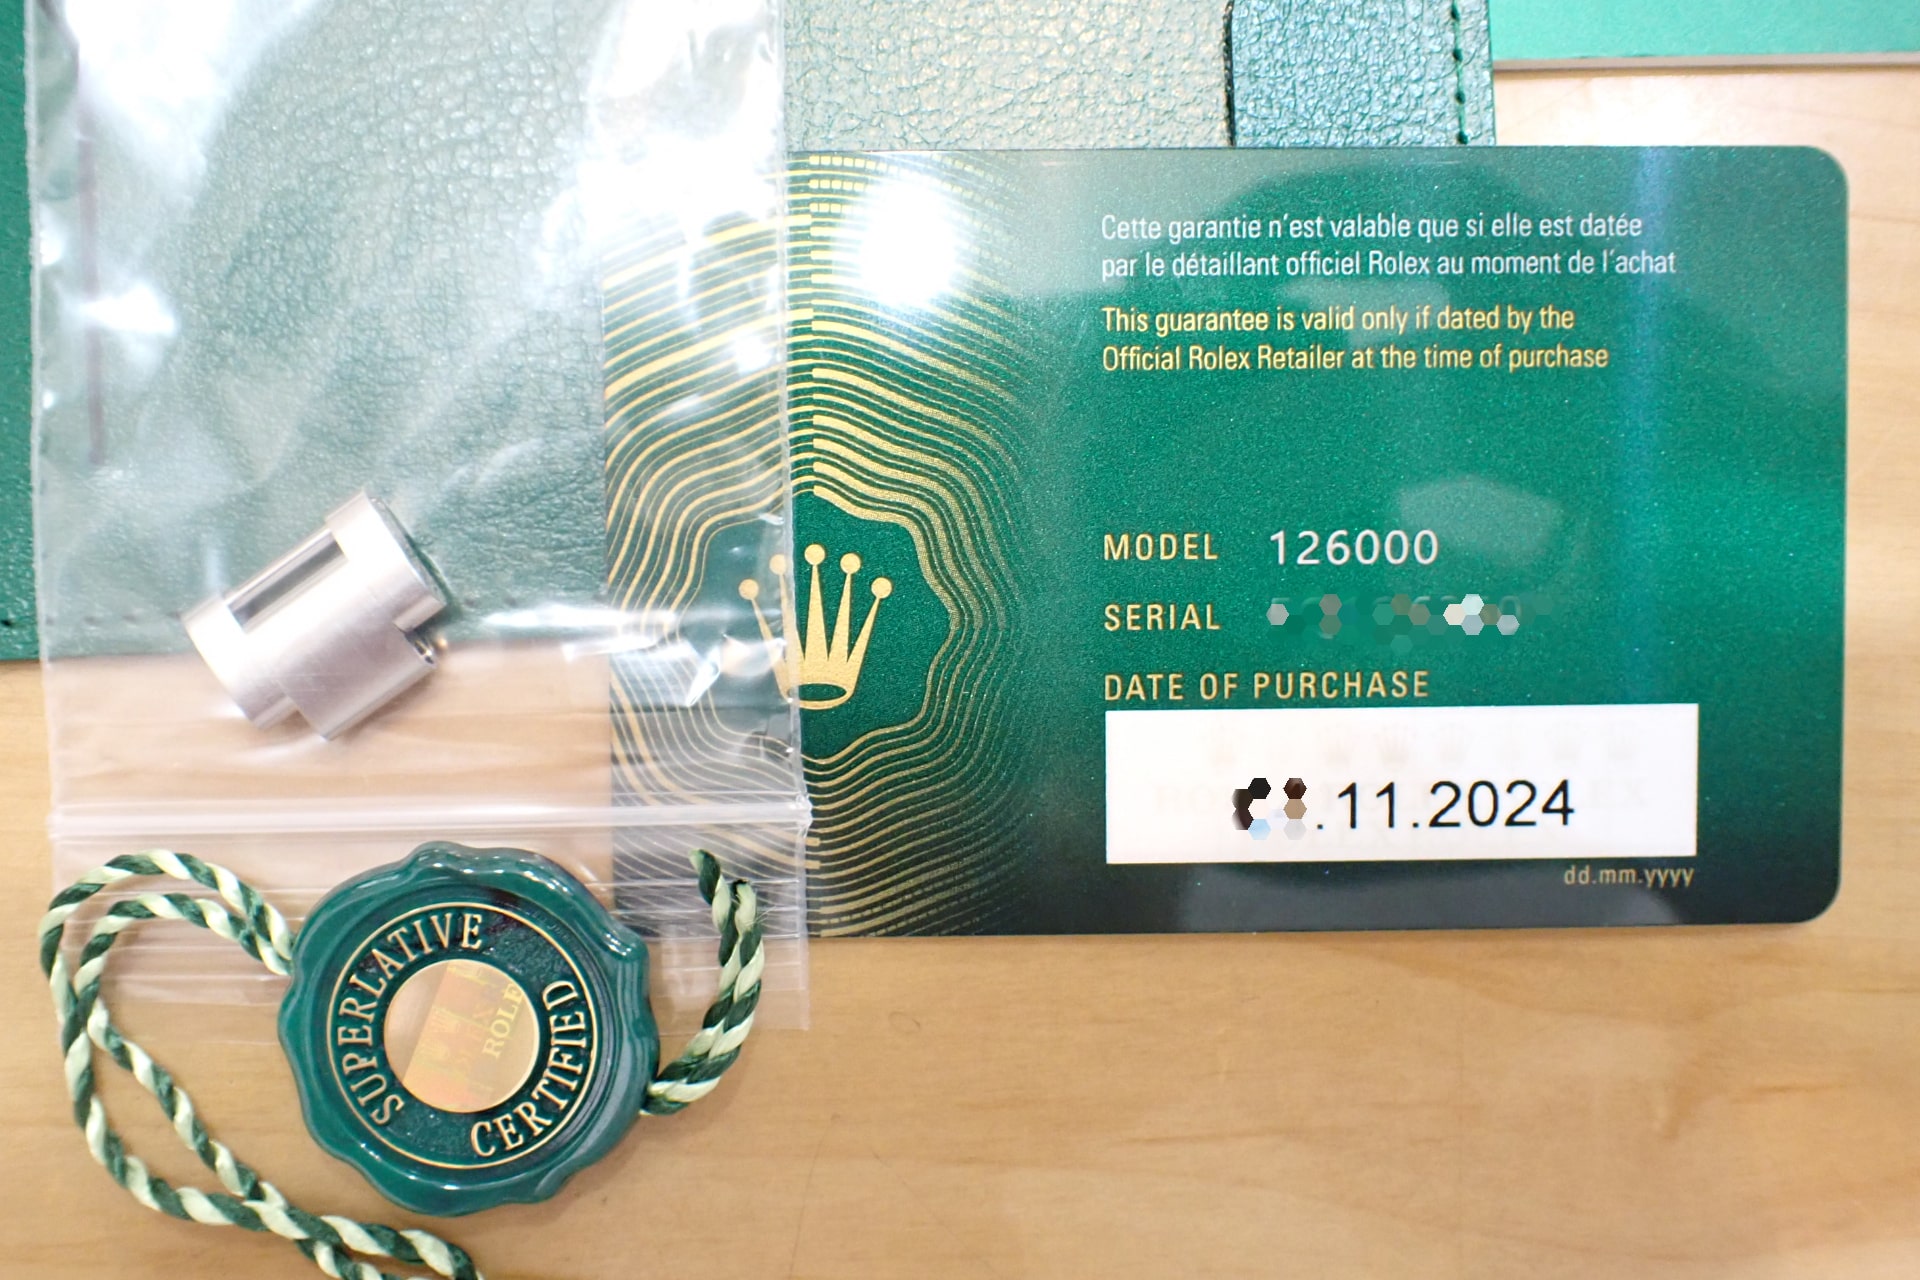 Cette garantie n'est valable que si elle est datée
par le détaillant officiel Rolex au moment de l'achat
This guarantee is valid only if dated by the
Official Rolex Retailer at the time of purchase
MODEL 126000
SERIAL
DATE OF PURCHASE
.11.2024
dd.mm.yyyy
SUPERLATIVE
CERTIFIED